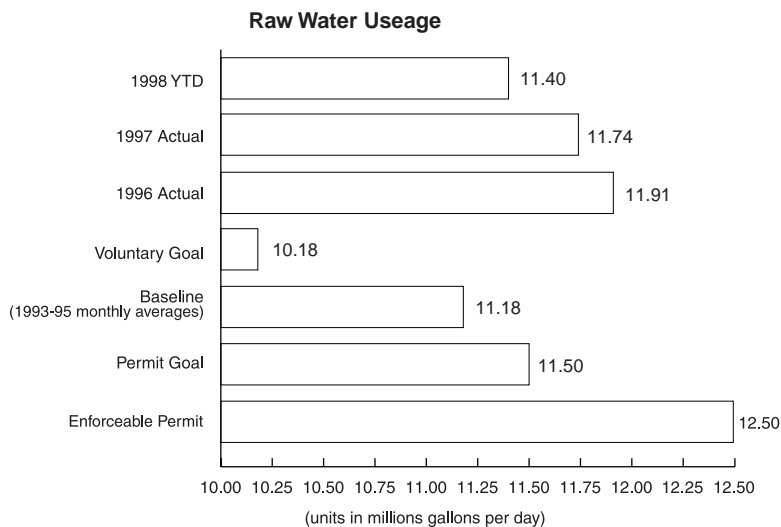 Raw Water Useage
1998 YTD
11.40
1997 Actual
11.74
1996 Actual
11.91
Voluntary Goal
10.18
Baseline
(1993-95 monthly averages)
11.18
Permit Goal
11.50
Enforceable Permit
12.50
10.00 10.25 10.50 10.75 11.00 11.25 11.50 11.75 12.00 12.25 12.50
(units in millions gallons per day)